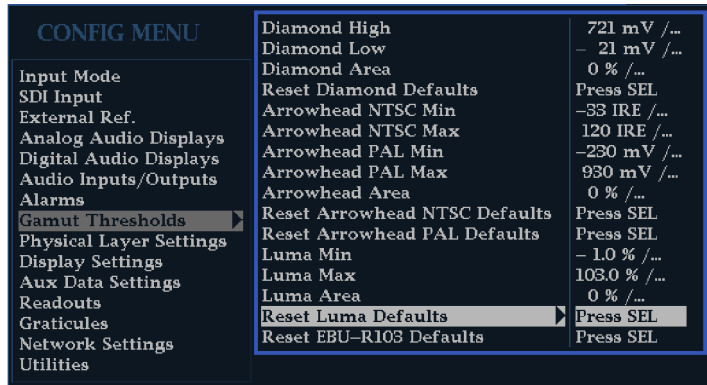 CONFIG MENU
Input Mode
SDI Input
External Ref.
Analog Audio Displays
Digital Audio Displays
Audio Inputs/Outputs
Alarms
Gamut Thresholds
Physical Layer Settings
Display Settings
Aux Data Settings
Readouts
Graticules
Network Settings
Utilities
Diamond High 721 mV /...
Diamond Low – 21 mV /...
Diamond Area 0 % /...
Reset Diamond Defaults Press SEL
Arrowhead NTSC Min –33 IRE /...
Arrowhead NTSC Max 120 IRE /...
Arrowhead PAL Min –230 mV /...
Arrowhead PAL Max 930 mV /...
Arrowhead Area 0 % /...
Reset Arrowhead NTSC Defaults Press SEL
Reset Arrowhead PAL Defaults Press SEL
Luma Min – 1.0 % /...
Luma Max 103.0 % /...
Luma Area 0 % /...
Reset Luma Defaults Press SEL
Reset EBU–R103 Defaults Press SEL